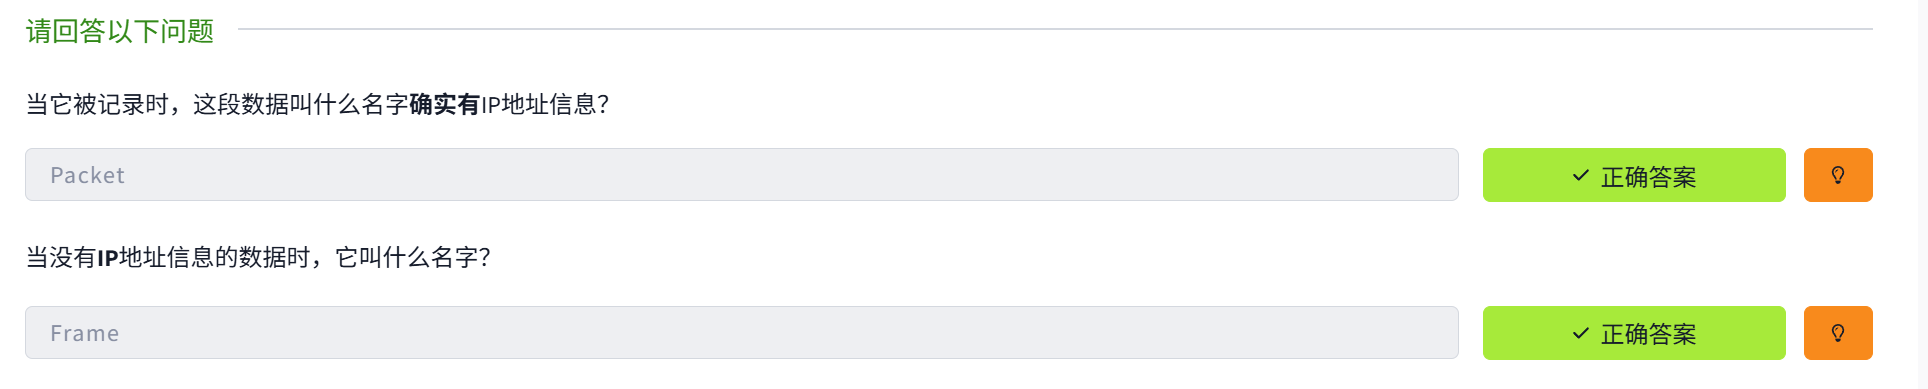 请回答以下问题
当它被记录时，这段数据叫什么名字确实有IP地址信息？
Packet
正确答案
当没有IP地址信息的数据时，它叫什么名字？
Frame
正确答案